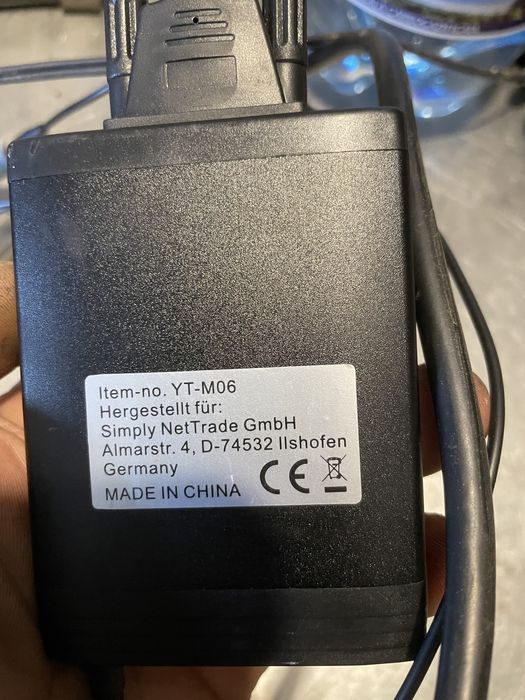 Item-no. YT-M06
Hergestellt für:
Simply NetTrade GmbH
Almarstr. 4, D-74532 Ilshofen
Germany
MADE IN CHINA CE